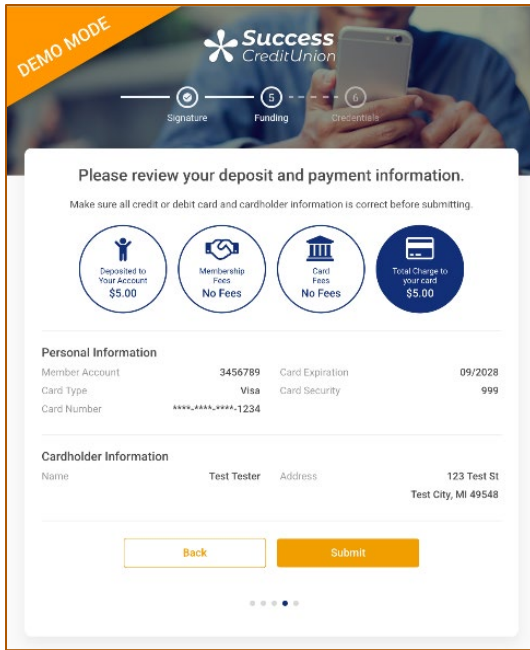 DEMO MODE
Success
CreditUnion
5
6
Signature
Funding
Credentials
Please review your deposit and payment information.
Make sure all credit or debit card and cardholder information is correct before submitting.
Deposited to
Your Account
$5.00
Membership
Fees
No Fees
Card
Fees
No Fees
Total Charge to
your card
$5.00
Personal Information
Member Account 3456789 Card Expiration 09/2028
Card Type Visa Card Security 999
Card Number ****-****-****-1234
Cardholder Information
Name Test Tester Address 123 Test St
Test City, MI 49548
Back Submit